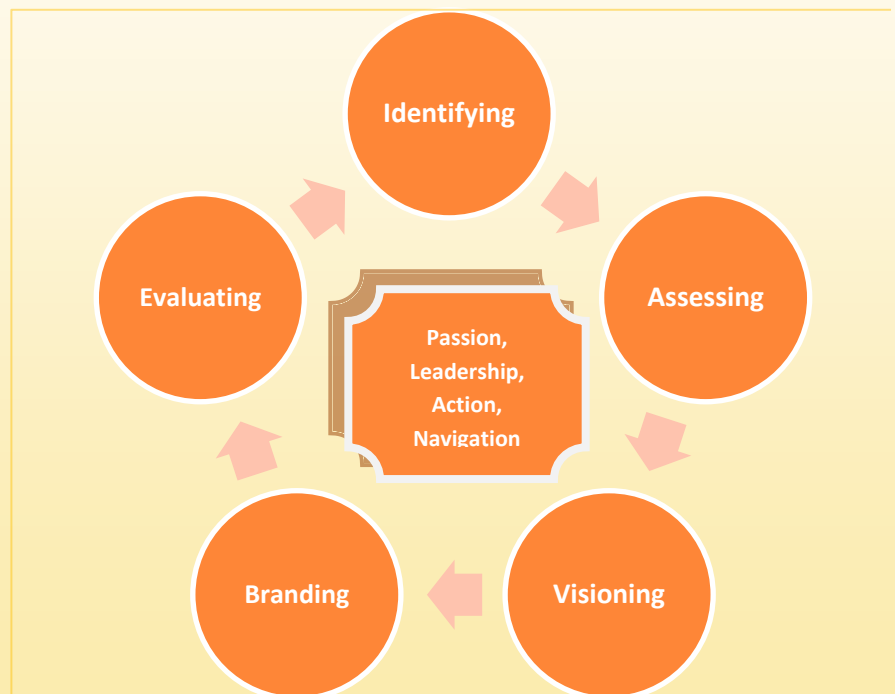 Identifying
Evaluating
Assessing
Passion,
Leadership,
Action,
Navigation
Branding
Visioning